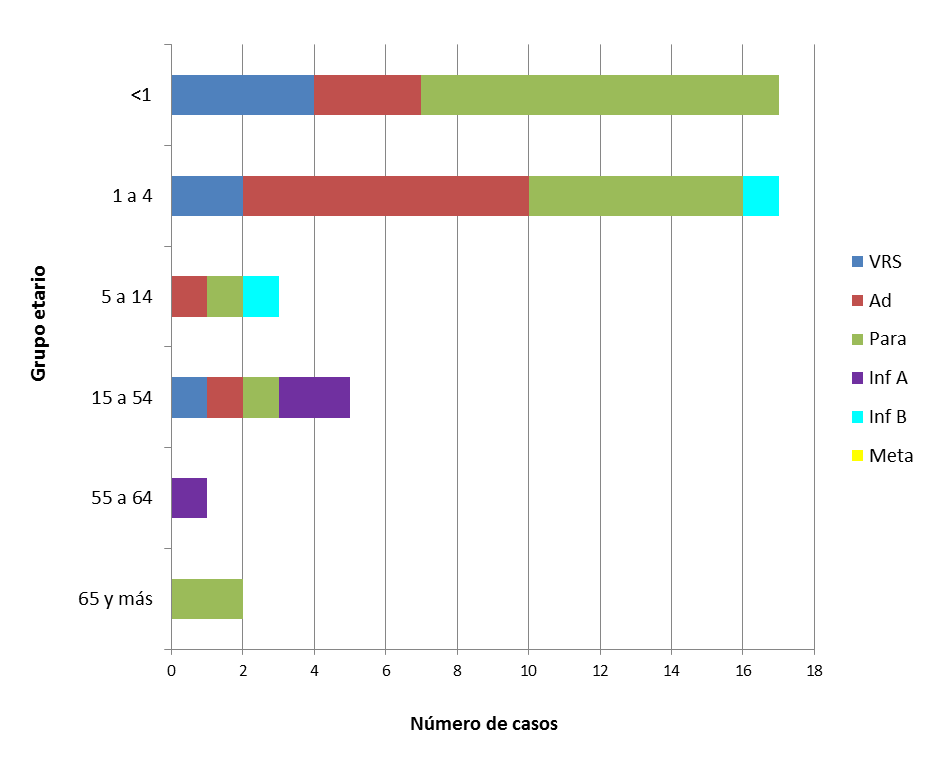 <1
1 a 4
5 a 14
15 a 54
55 a 64
65 y más
Grupo etario
0 2 4 6 8 10 12 14 16 18
Número de casos
VRS
Ad
Para
Inf A
Inf B
Meta